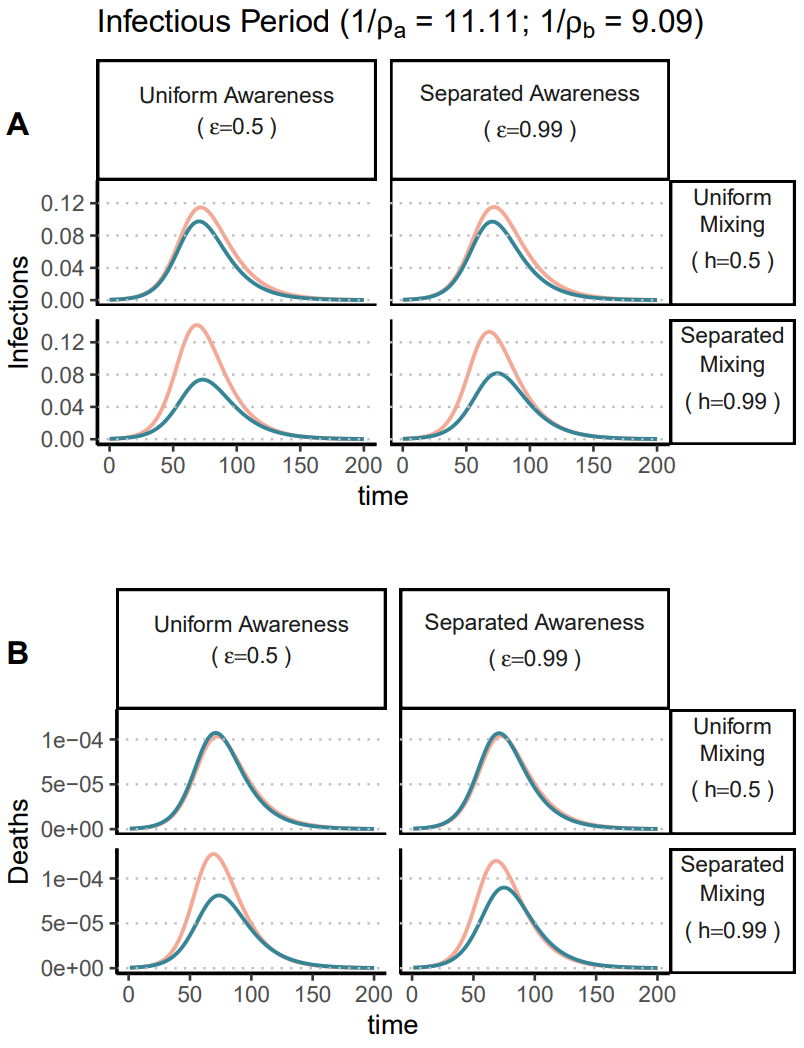 Infectious Period (1/ρa = 11.11; 1/ρb = 9.09)
A
Uniform Awareness
( ε=0.5 )
Separated Awareness
( ε=0.99 )
Infections
0.12
0.08
0.04
0.00
Uniform
Mixing
( h=0.5 )
0.12
0.08
0.04
0.00
Separated
Mixing
( h=0.99 )
0 50 100 150 200
0 50 100 150 200
time
B
Uniform Awareness
( ε=0.5 )
Separated Awareness
( ε=0.99 )
Deaths
1e−04
5e−05
0e+00
Uniform
Mixing
( h=0.5 )
1e−04
5e−05
0e+00
Separated
Mixing
( h=0.99 )
0 50 100 150 200
0 50 100 150 200
time